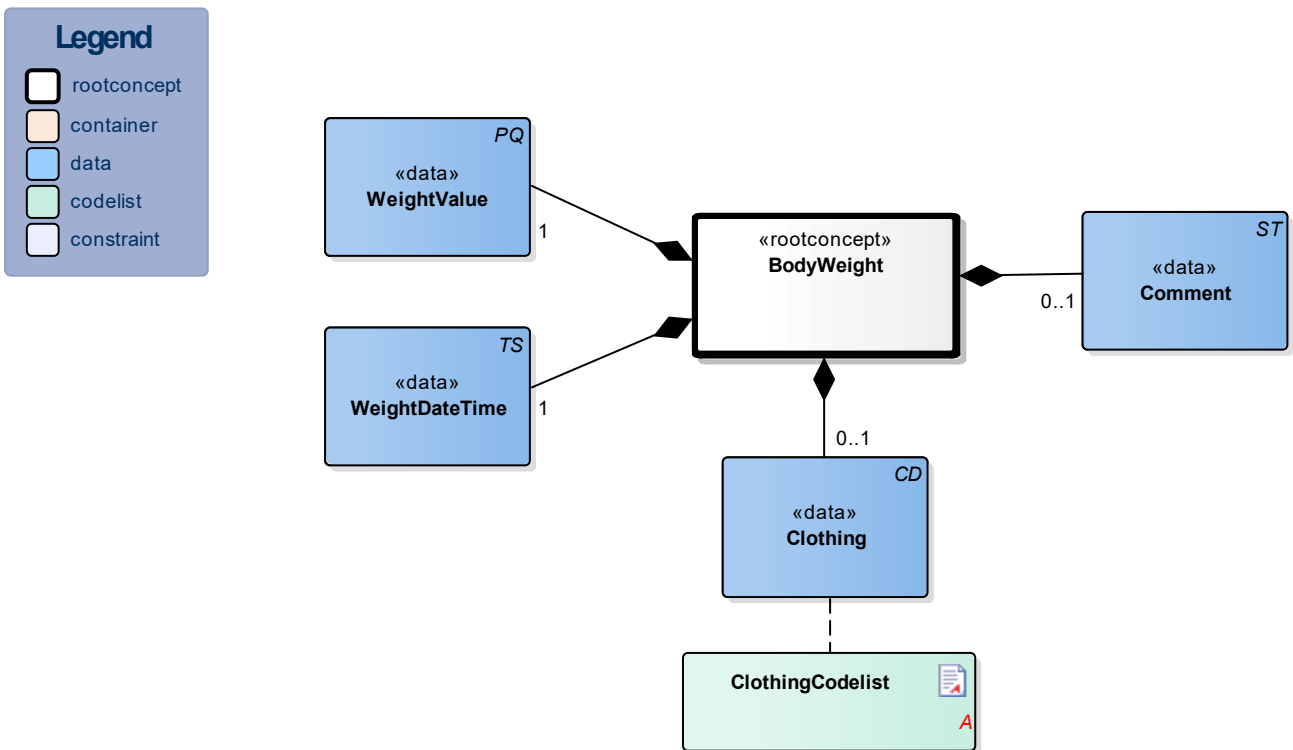 Legend
rootconcept
container
data
codelist
constraint
PQ
«data»
WeightValue
1
TS
«data»
WeightDateTime
1
«rootconcept»
BodyWeight
ST
«data»
Comment
0..1
0..1
CD
«data»
Clothing
ClothingCodelist
A
A